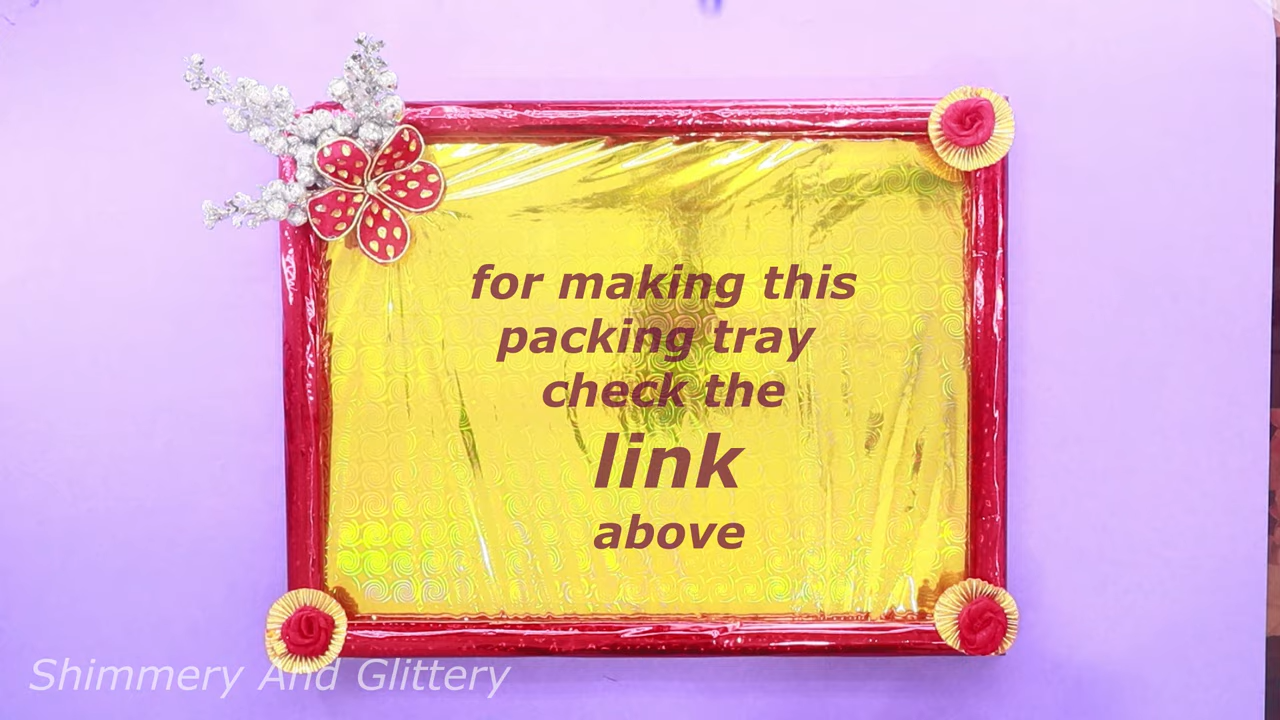 for making this
packing tray
check the
link
above
Shimmery And Glittery